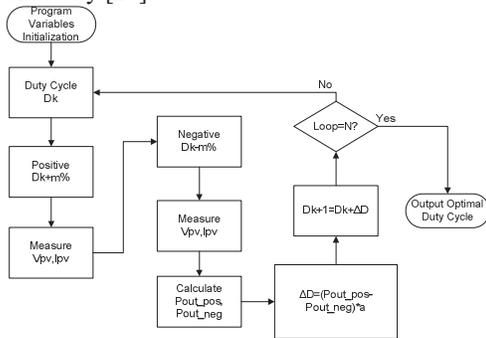 Program
Variables
Initialization
Duty Cycle
Dk
Positive
Dk+m%
Measure
Vpv,Ipv
Negative
Dk-m%
Measure
Vpv,Ipv
Calculate
Pout_pos,
Pout_neg
ΔD=(Pout_pos-
Pout_neg)*a
Dk+1=Dk+ΔD
Loop=N?
No
Yes
Output Optimal
Duty Cycle